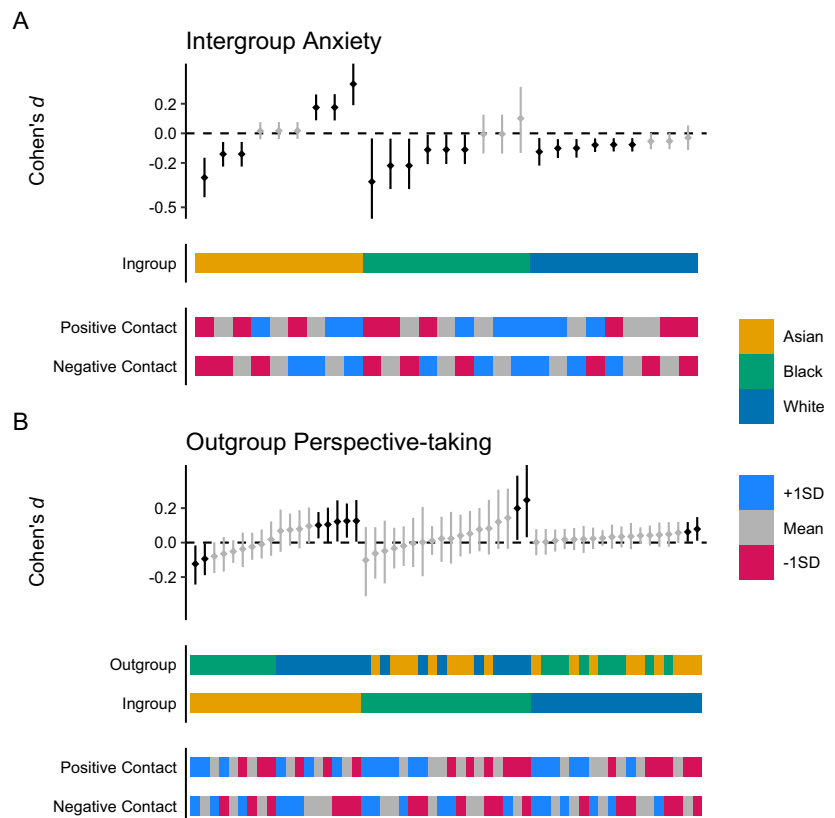 A
Intergroup Anxiety
Cohen's d
0.2
0.0
-0.2
-0.5
Ingroup
Positive Contact
Negative Contact
Asian
Black
White
B
Outgroup Perspective-taking
Cohen's d
0.2
0.0
-0.2
+1SD
Mean
-1SD
Outgroup
Ingroup
Positive Contact
Negative Contact